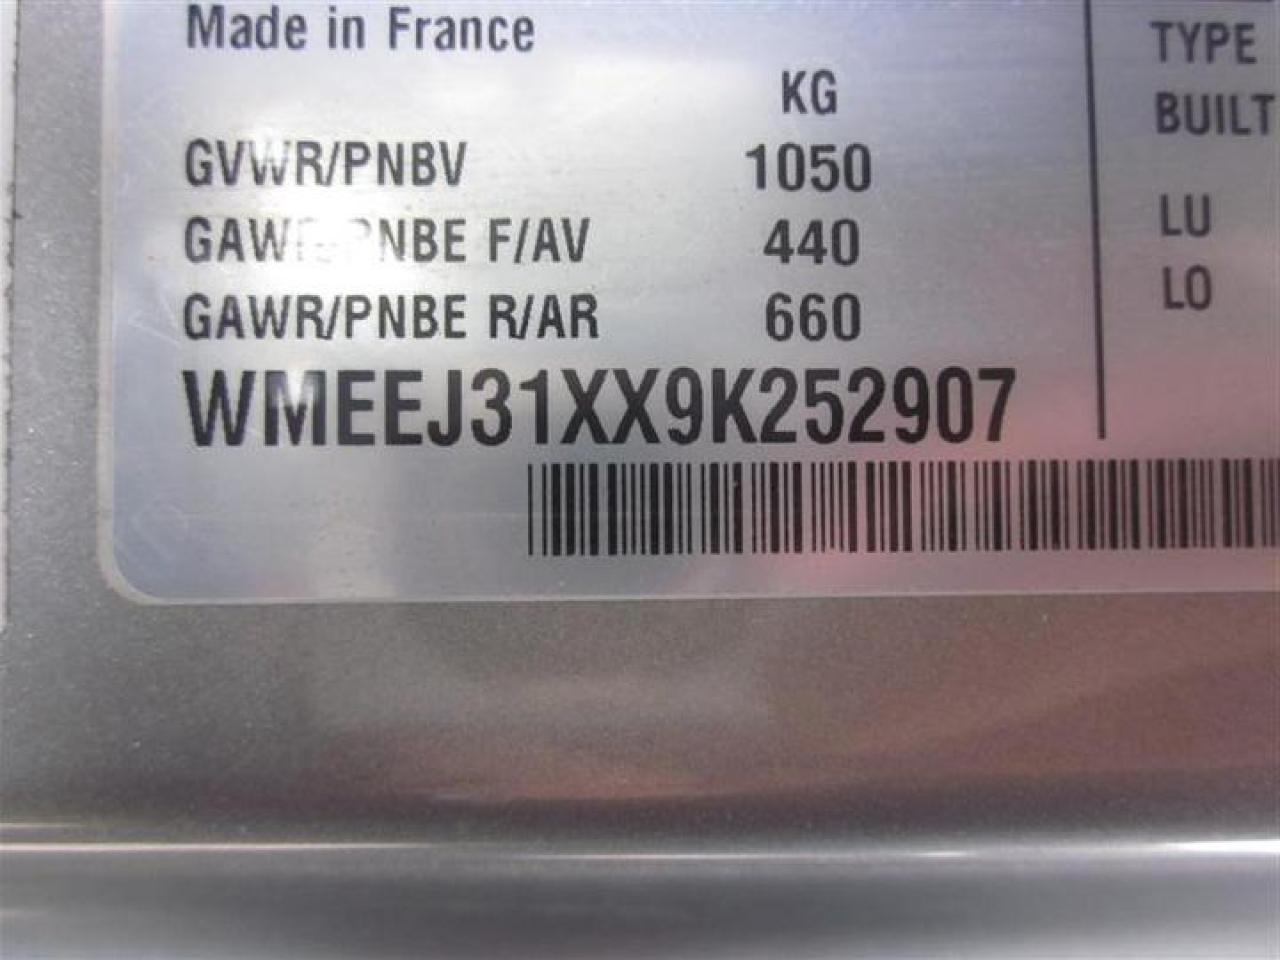 Made in France
KG
GVWR/PNBV 1050
GAWR/PNBE F/AV 440
GAWR/PNBE R/AR 660
WMEEJ31XX9K252907
TYPE
BUILT
LU
LO